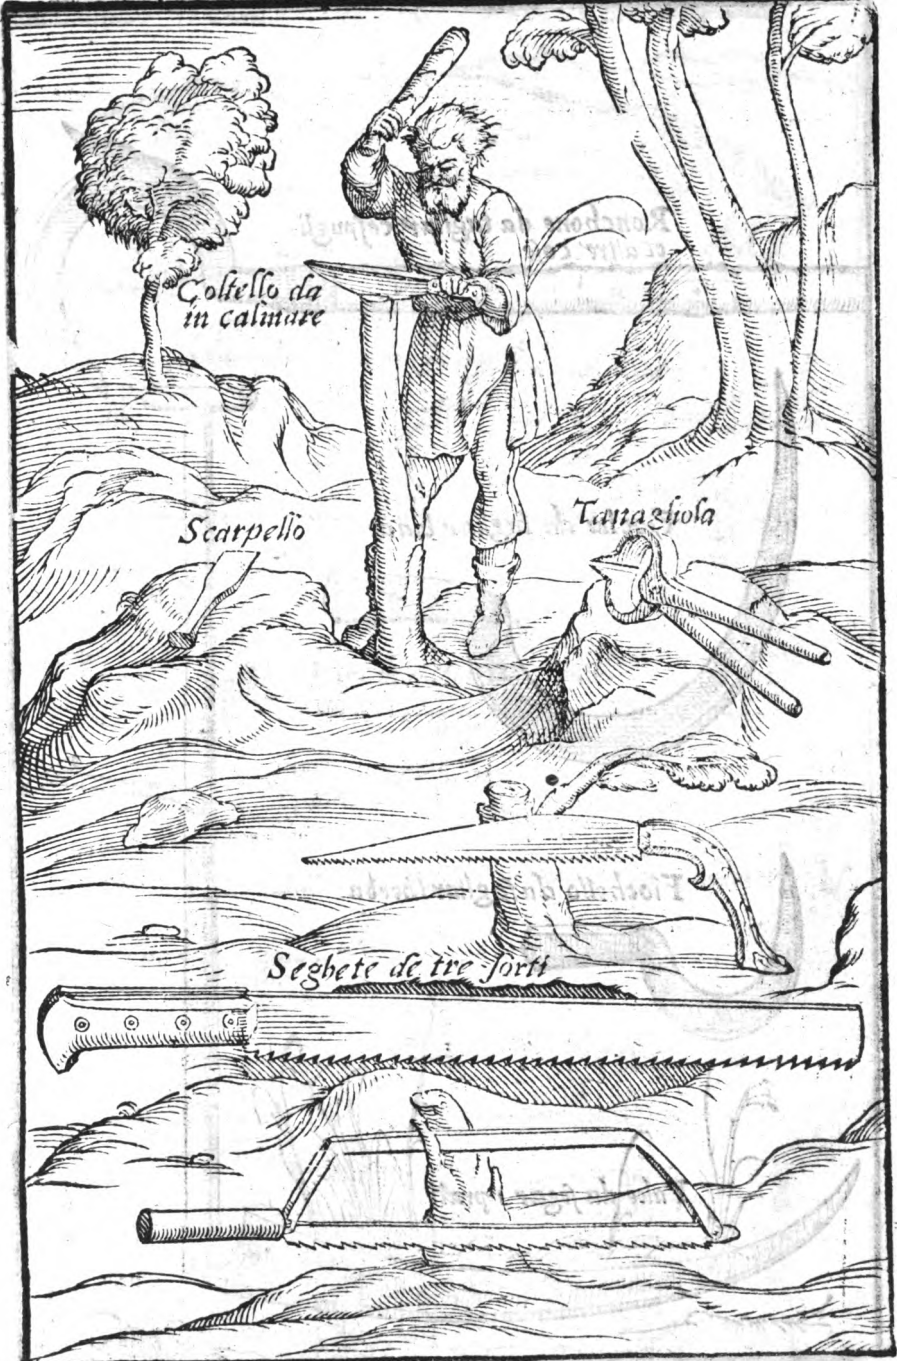 Coltello da
in calmare
Scarpello
Tanagliola
Seghete de tre sorti